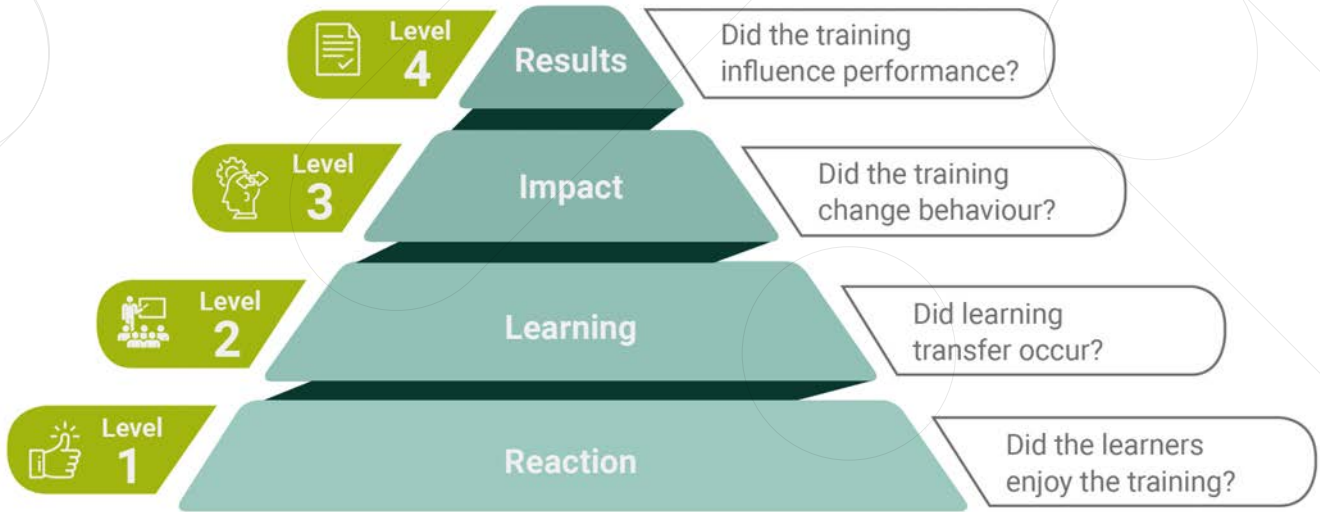 Level
4
Results
Did the training
influence performance?
Level
3
Impact
Did the training
change behaviour?
Level
2
Learning
Did learning
transfer occur?
Level
1
Reaction
Did the learners
enjoy the training?